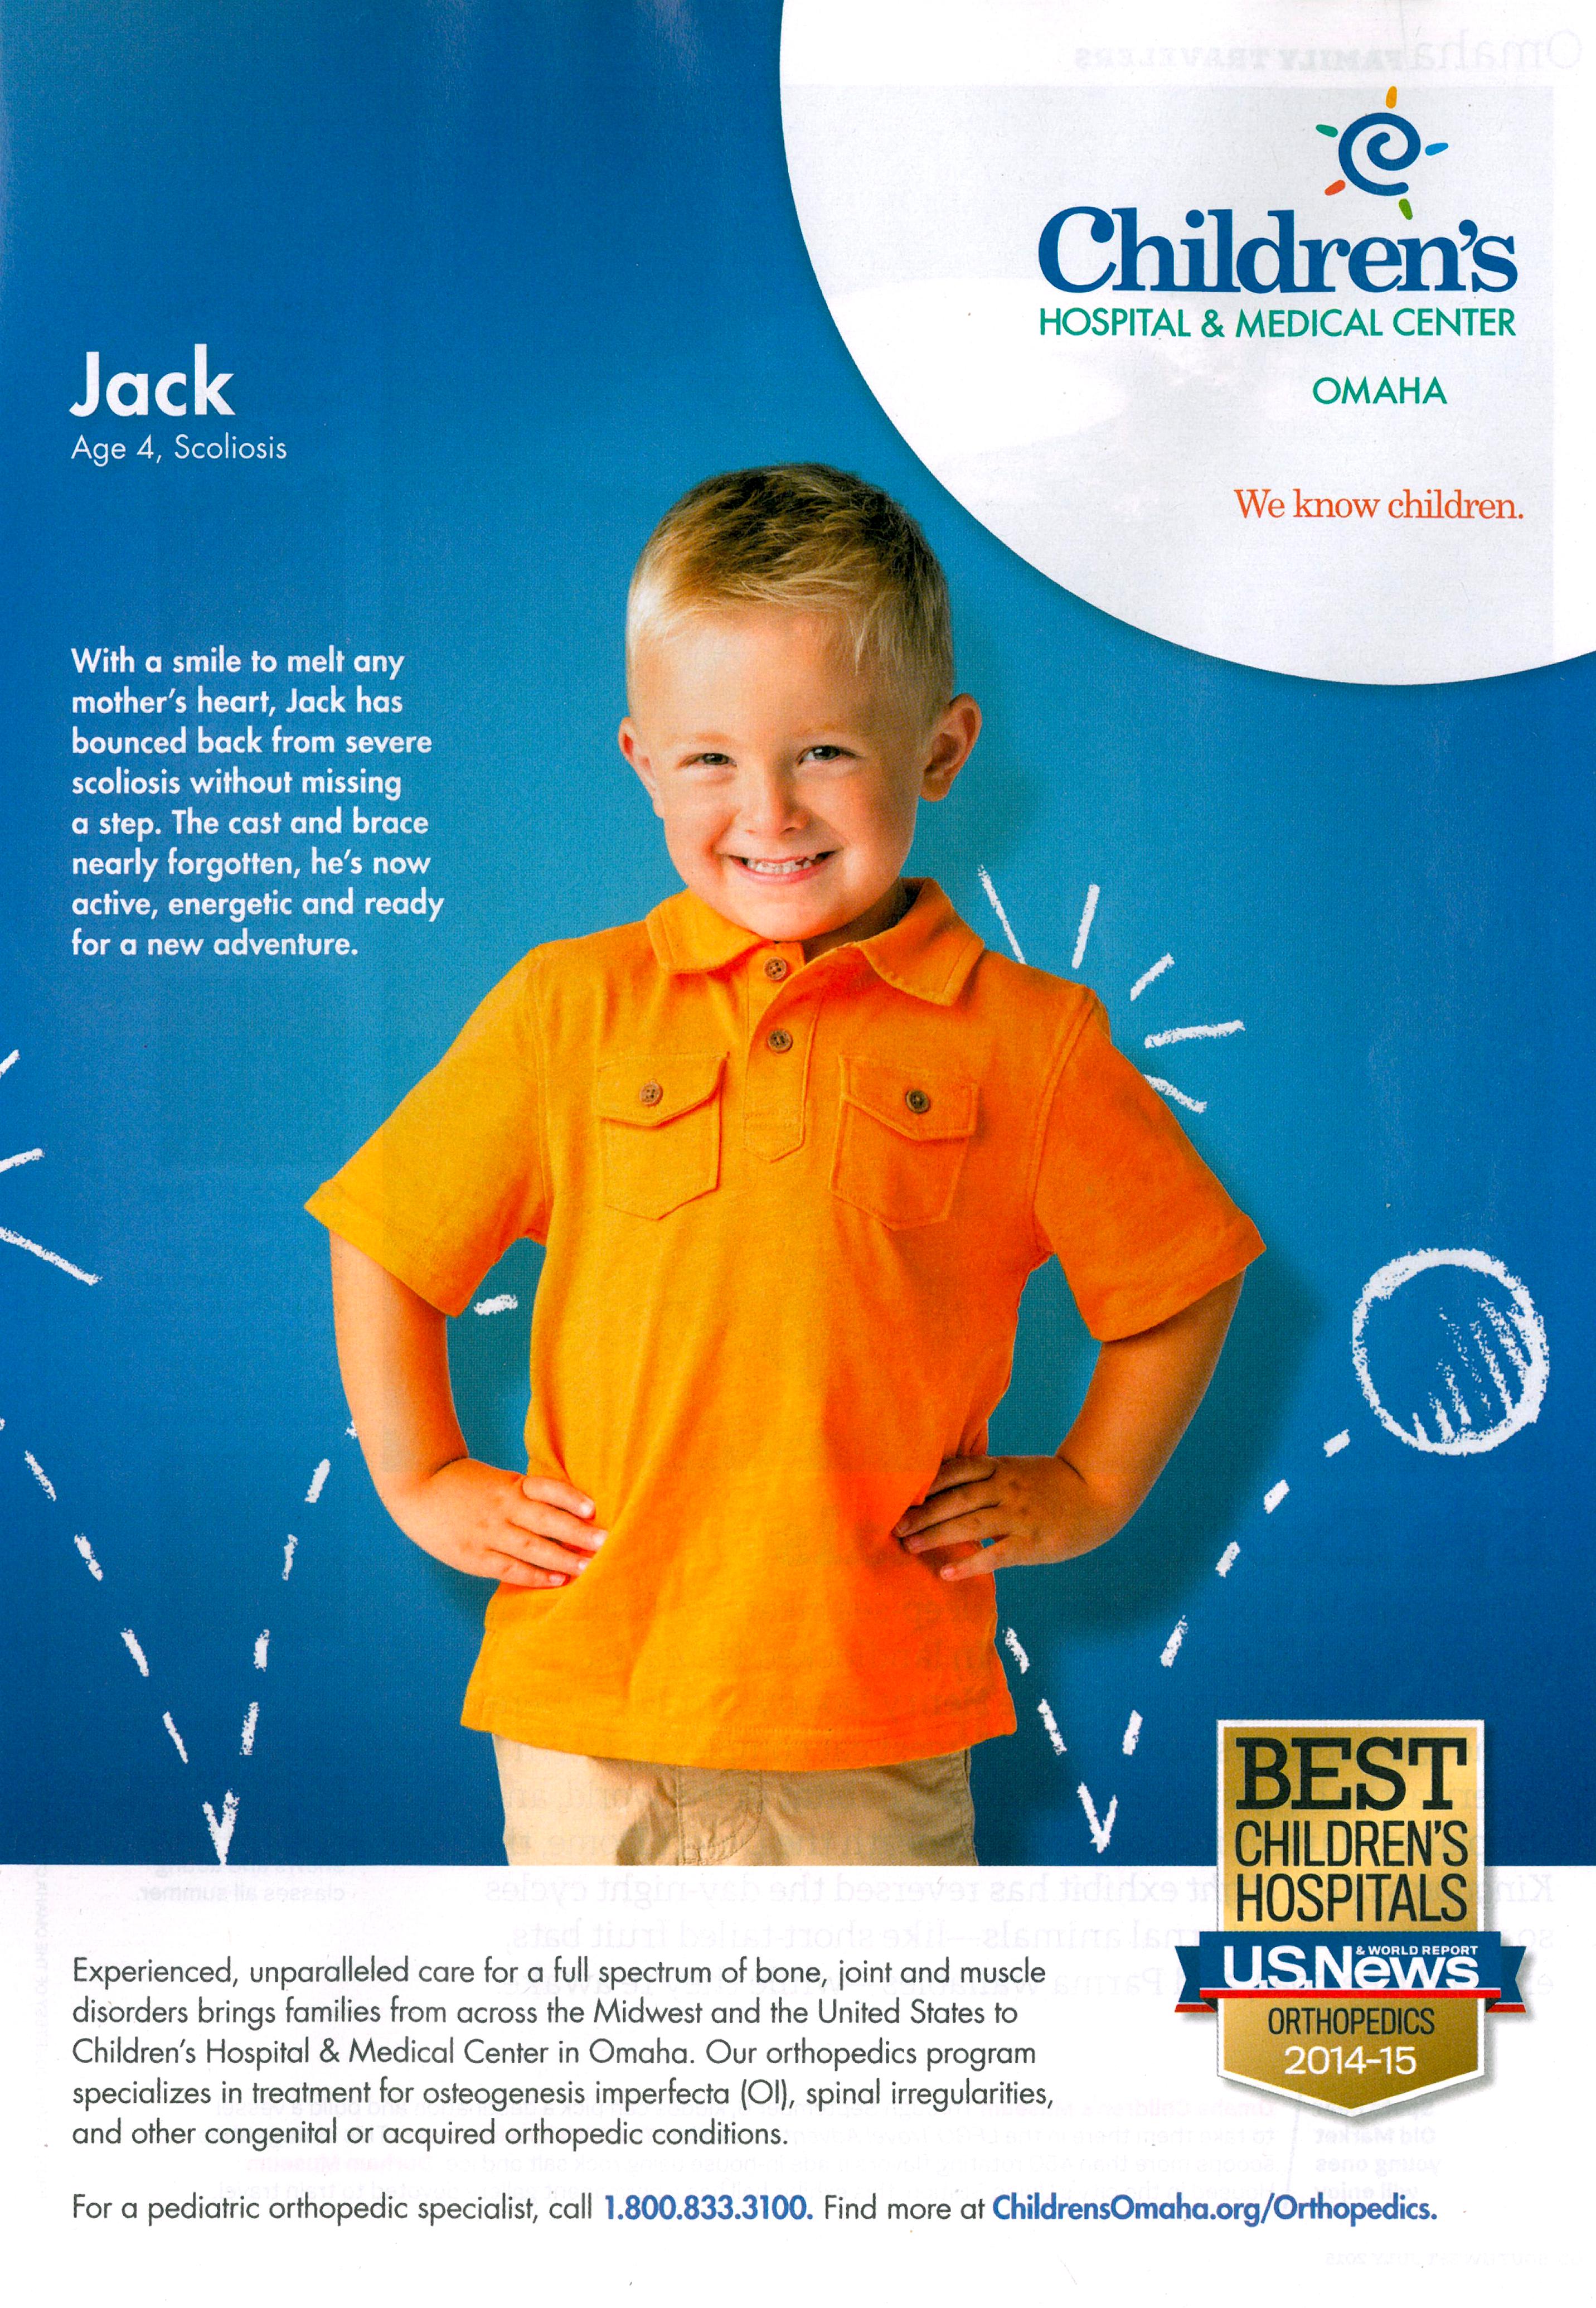 Children's
HOSPITAL & MEDICAL CENTER
OMAHA
We know children.
Jack
Age 4, Scoliosis
With a smile to melt any
mother's heart, Jack has
bounced back from severe
scoliosis without missing
a step. The cast and brace
nearly forgotten, he's now
active, energetic and ready
for a new adventure.
BEST
CHILDREN'S
HOSPITALS
U.S.News & WORLD REPORT
ORTHOPEDICS
2014-15
Experienced, unparalleled care for a full spectrum of bone, joint and muscle
disorders brings families from across the Midwest and the United States to
Children's Hospital & Medical Center in Omaha. Our orthopedics program
specializes in treatment for osteogenesis imperfecta (OI), spinal irregularities,
and other congenital or acquired orthopedic conditions.
For a pediatric orthopedic specialist, call 1.800.833.3100. Find more at ChildrensOmaha.org/Orthopedics.